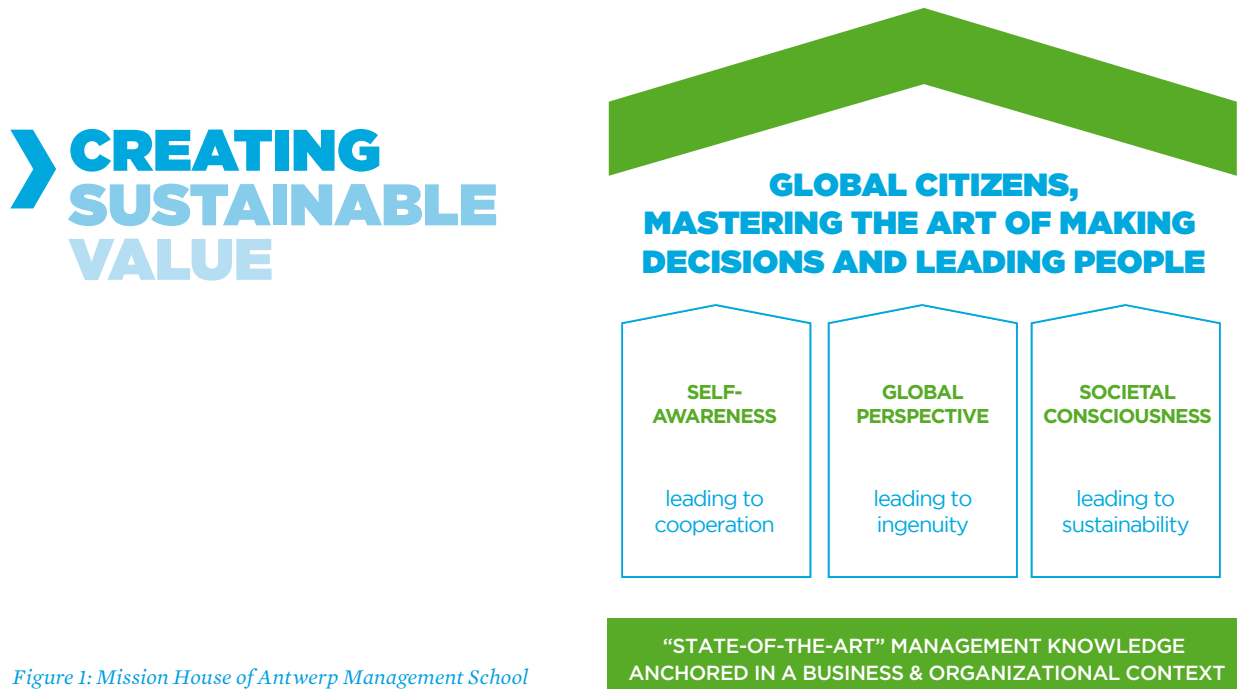 CREATING
SUSTAINABLE
VALUE
GLOBAL CITIZENS,
MASTERING THE ART OF MAKING
DECISIONS AND LEADING PEOPLE
SELF-
AWARENESS
leading to
cooperation
GLOBAL
PERSPECTIVE
leading to
ingenuity
SOCIETAL
CONSCIOUSNESS
leading to
sustainability
“STATE-OF-THE-ART” MANAGEMENT KNOWLEDGE
ANCHORED IN A BUSINESS & ORGANIZATIONAL CONTEXT
Figure 1: Mission House of Antwerp Management School